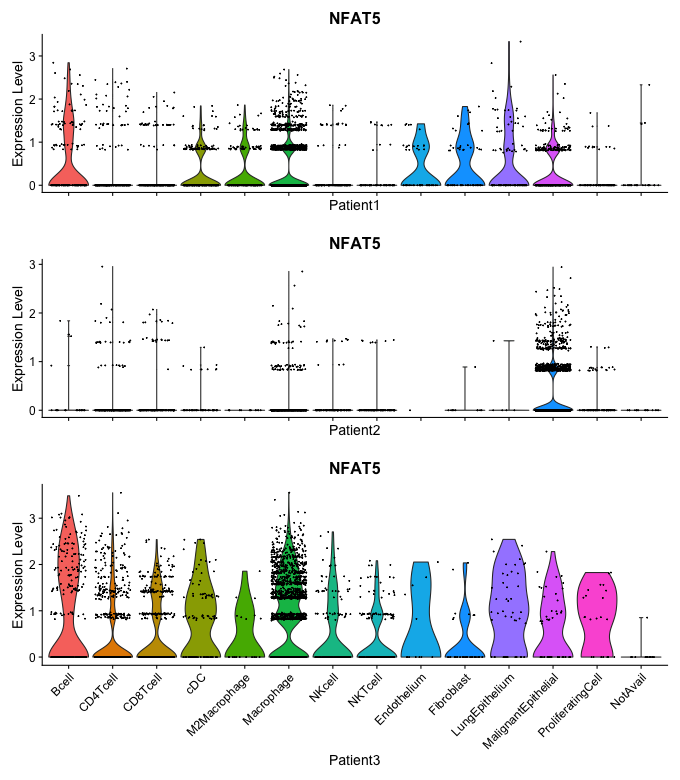 NFAT5
Expression Level
3
2
1
0
Patient1
NFAT5
Expression Level
3
2
1
0
Patient2
NFAT5
Expression Level
3
2
1
0
Bcell
CD4Tcell
CD8Tcell
cDC
M2Macrophage
Macrophage
NKcell
NKTcell
Endothelium
Fibroblast
LungEpithelium
MalignantEpithelial
ProliferatingCell
NotAvail
Patient3